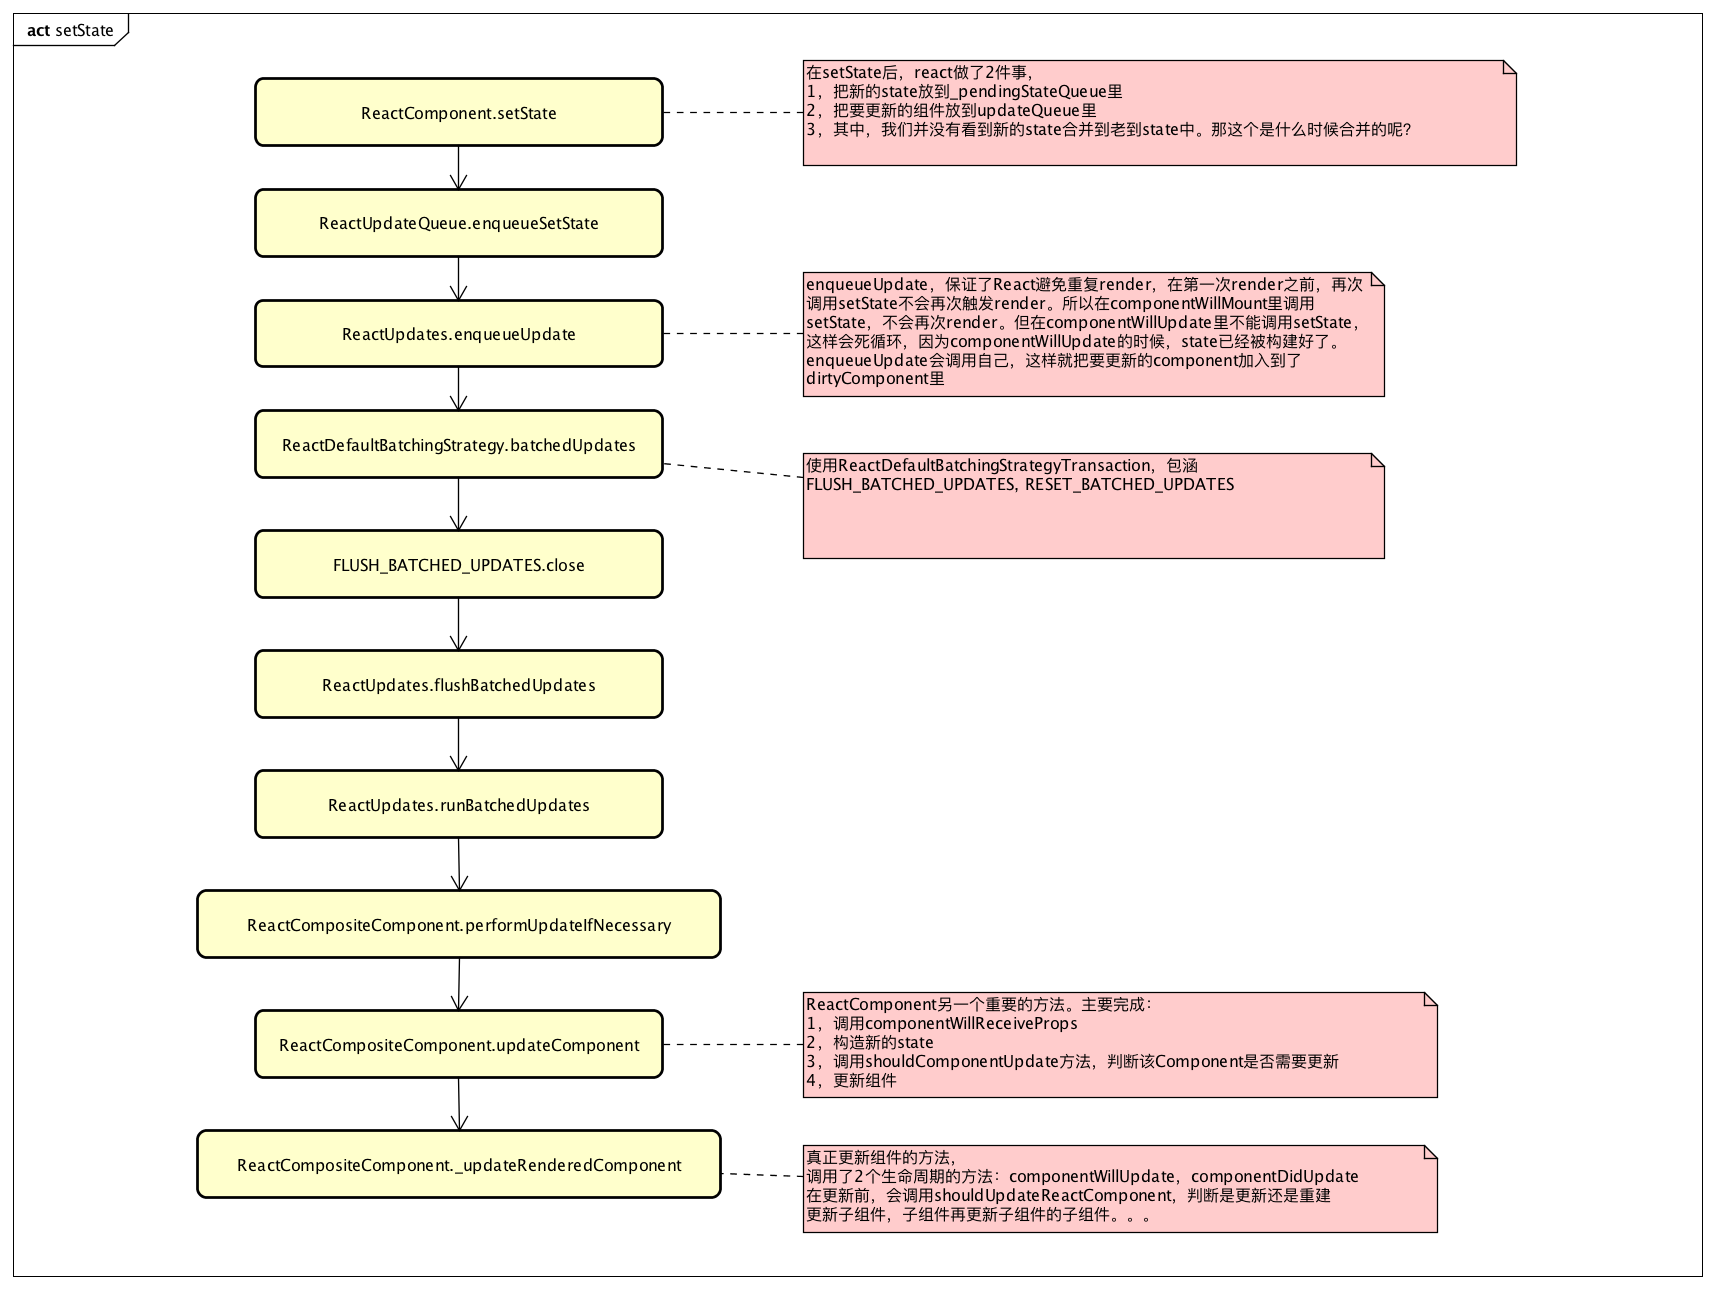 act setState
ReactComponent.setState
在setState后，react做了2件事，
1，把新的state放到_pendingStateQueue里
2，把要更新的组件放到updateQueue里
3，其中，我们并没有看到新的state合并到老到state中。那这个是什么时候合并的呢？
ReactUpdateQueue.enqueueSetState
ReactUpdates.enqueueUpdate
enqueueUpdate，保证了React避免重复render，在第一次render之前，再次
调用setState不会再次触发render。所以在componentWillMount里调用
setState，不会再次render。但在componentWillUpdate里不能调用setState，
这样会死循环，因为componentWillUpdate的时候，state已经被构建好了。
enqueueUpdate会调用自己，这样就把要更新的component加入到了
dirtyComponent里
ReactDefaultBatchingStrategy.batchedUpdates
使用ReactDefaultBatchingStrategyTransaction，包涵
FLUSH_BATCHED_UPDATES, RESET_BATCHED_UPDATES
FLUSH_BATCHED_UPDATES.close
ReactUpdates.flushBatchedUpdates
ReactUpdates.runBatchedUpdates
ReactCompositeComponent.performUpdateIfNecessary
ReactCompositeComponent.updateComponent
ReactComponent另一个重要的方法。主要完成：
1，调用componentWillReceiveProps
2，构造新的state
3，调用shouldComponentUpdate方法，判断该Component是否需要更新
4，更新组件
ReactCompositeComponent._updateRenderedComponent
真正更新组件的方法，
调用了2个生命周期的方法：componentWillUpdate，componentDidUpdate
在更新前，会调用shouldUpdateReactComponent，判断是更新还是重建
更新子组件，子组件再更新子组件的子组件。。。